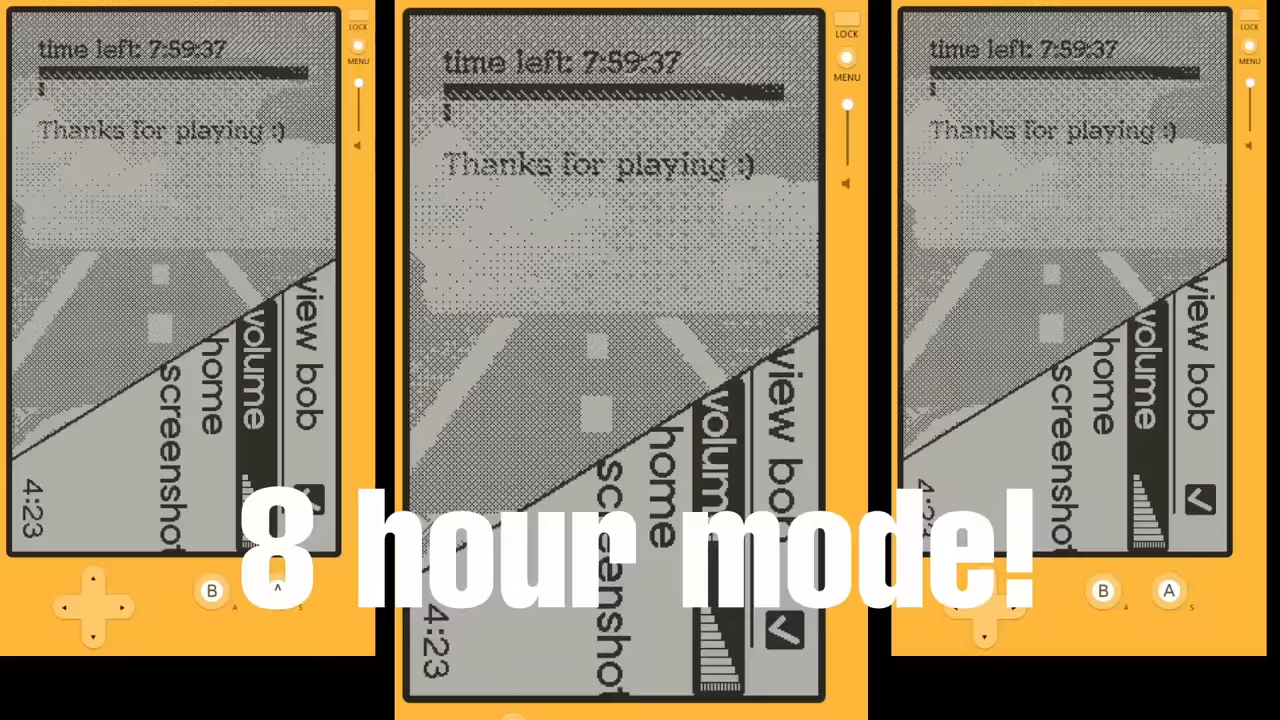 time left: 7:59:37
Thanks for playing :)
view bob
volume
home
screenshot
4:23
LOCK
MENU
B
A
A
S
time left: 7:59:37
Thanks for playing :)
view bob
volume
home
screenshot
4:23
LOCK
MENU
time left: 7:59:37
Thanks for playing :)
view bob
volume
home
screenshot
4:23
LOCK
MENU
B
A
A
S
8 hour mode!